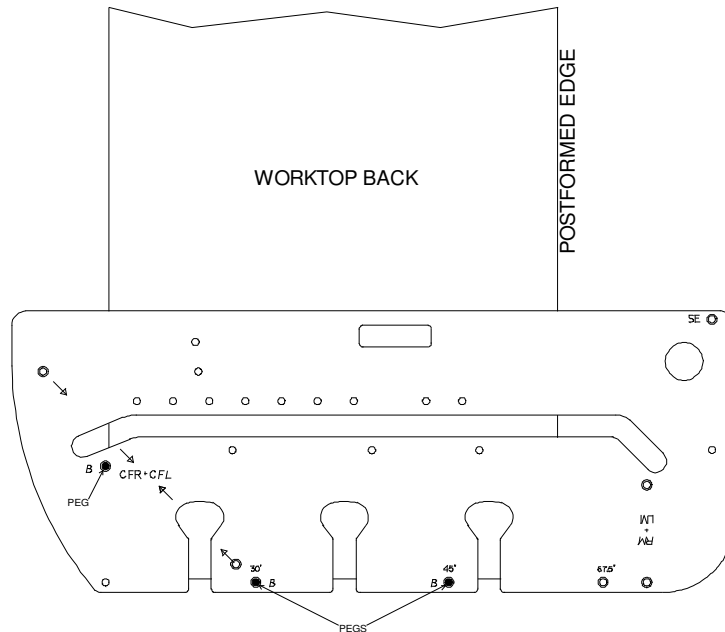 WORKTOP BACK
POSTFORMED EDGE
SE
B
CFR+CFL
PEG
RM
+
LM
30°
B
45°
B
67.5°
PEGS